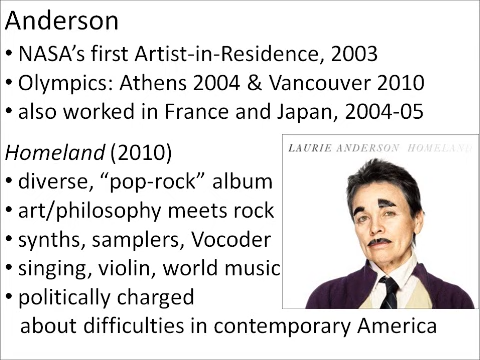 Anderson
• NASA's first Artist-in-Residence, 2003
• Olympics: Athens 2004 & Vancouver 2010
• also worked in France and Japan, 2004-05
Homeland (2010)
• diverse, “pop-rock” album
• art/philosophy meets rock
• synths, samplers, Vocoder
• singing, violin, world music
• politically charged
about difficulties in contemporary America
LAURIE ANDERSON HOMELAND